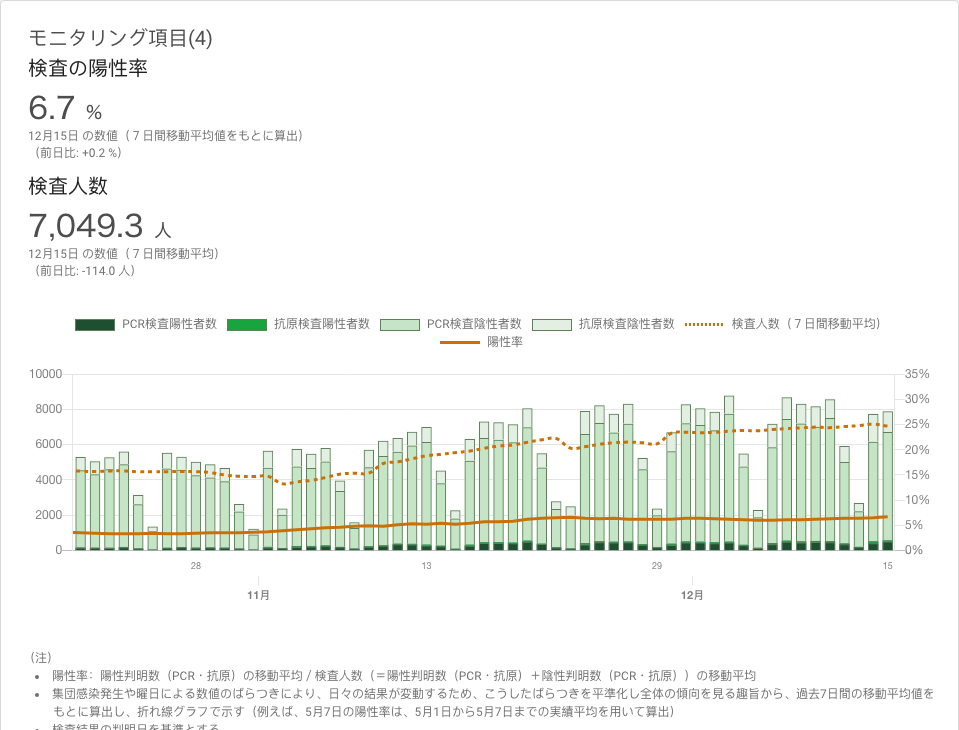 モニタリング項目(4)
検査の陽性率
6.7 %
12月15日 の数値（７日間移動平均値をもとに算出）
（前日比: +0.2 %）
検査人数
7,049.3 人
12月15日 の数値（７日間移動平均）
（前日比: -114.0 人）
PCR検査陽性者数 抗原検査陽性者数 PCR検査陰性者数 抗原検査陰性者数 検査人数（７日間移動平均）
陽性率
10000 35%
30%
8000
25%
6000
20%
4000
15%
10%
2000
5%
0 0%
28 13 29 15
11月 12月
（注）
• 陽性率：陽性判明数（PCR・抗原）の移動平均 / 検査人数（＝陽性判明数（PCR・抗原）＋陰性判明数（PCR・抗原））の移動平均
• 集団感染発生や曜日による数値のばらつきにより、日々の結果が変動するため、こうしたばらつきを平準化し全体の傾向を見る趣旨から、過去7日間の移動平均値を
もとに算出し、折れ線グラフで示す（例えば、5月7日の陽性率は、5月1日から5月7日までの実績平均を用いて算出）
• 検査結果の判明日を基準とする